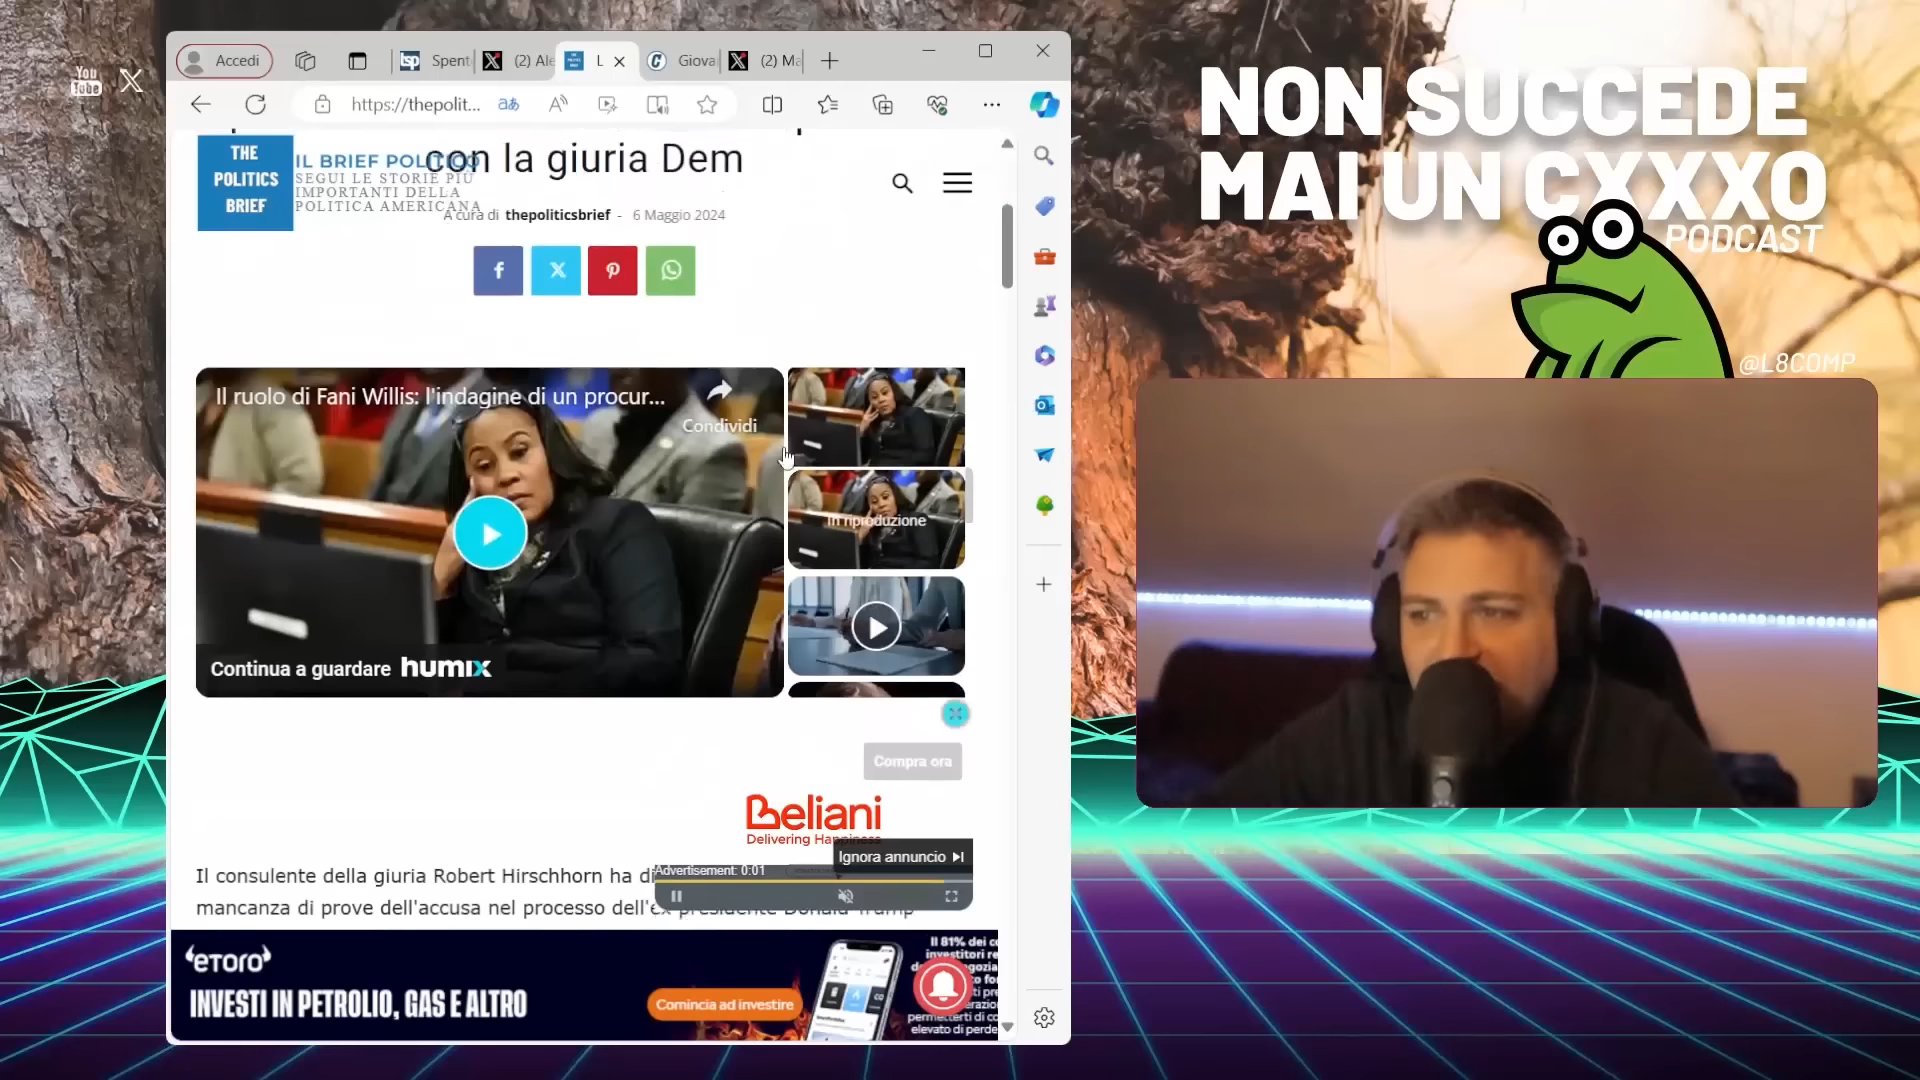 You
Tube
Accedi
Spent
(2) Ale
L
Giova
(2) Ma
https://thepolit...
THE
POLITICS
BRIEF
IL BRIEF POLITICO
SEGUI LE STORIE PIÙ
IMPORTANTI DELLA
POLITICA AMERICANA
con la giuria Dem
A cura di thepoliticsbrief - 6 Maggio 2024
Il ruolo di Fani Willis: l'indagine di un procur...
Condividi
In riproduzione
Continua a guardare humix
Compra ora
Beliani
Delivering Happiness
Ignora annuncio
Advertisement: 0:01
Il consulente della giuria Robert Hirschhorn ha di
mancanza di prove dell'accusa nel processo dell'ex presidente Donald Trump
eTORO
INVESTI IN PETROLIO, GAS E ALTRO
Comincia ad investire
Il 81% dei co
investitori re
elevato di perde
NON SUCCEDE
MAI UN CXXXO
PODCAST
@L8COMP